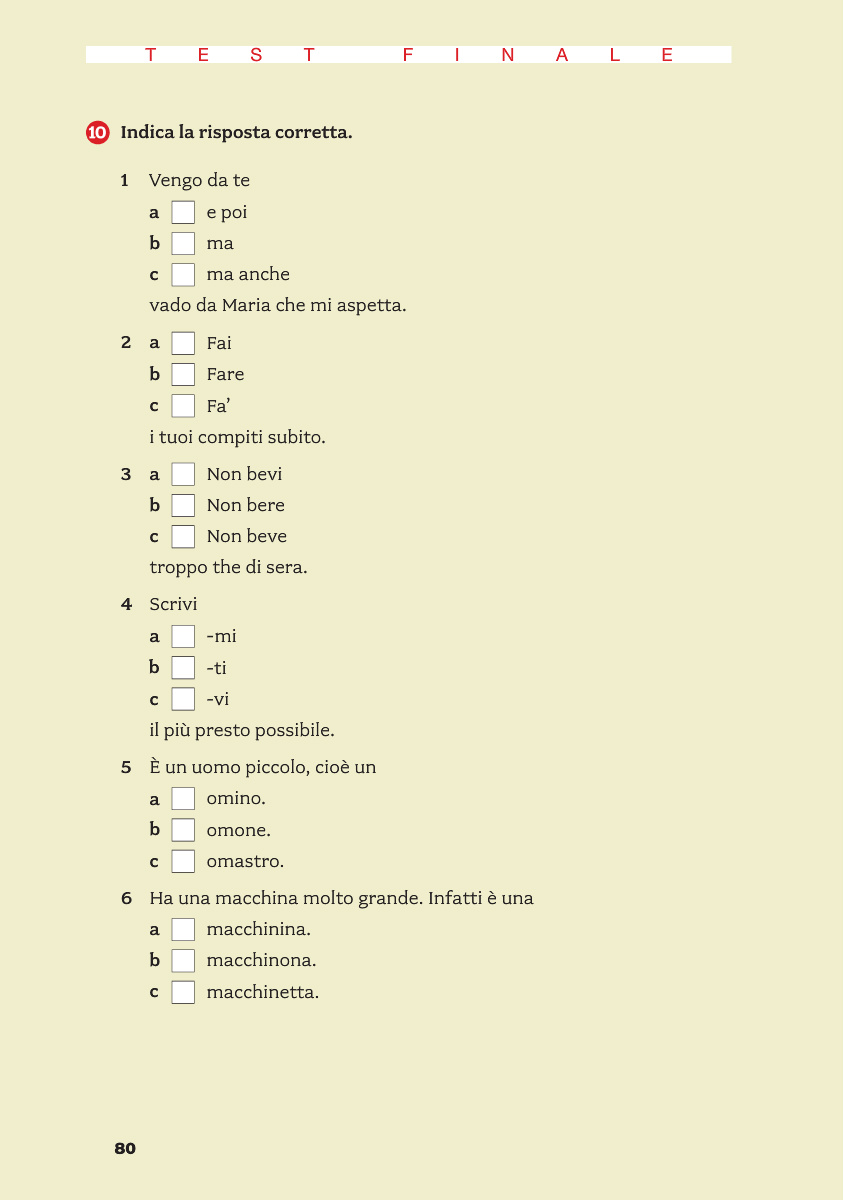 TEST FINALE
10 Indica la risposta corretta.
1 Vengo da te
a e poi
b ma
c ma anche
vado da Maria che mi aspetta.
2 a Fai
b Fare
c Fa’
i tuoi compiti subito.
3 a Non bevi
b Non bere
c Non beve
troppo the di sera.
4 Scrivi
a -mi
b -ti
c -vi
il più presto possibile.
5 È un uomo piccolo, cioè un
a omino.
b omone.
c omastro.
6 Ha una macchina molto grande. Infatti è una
a macchinina.
b macchinona.
c macchinetta.
80